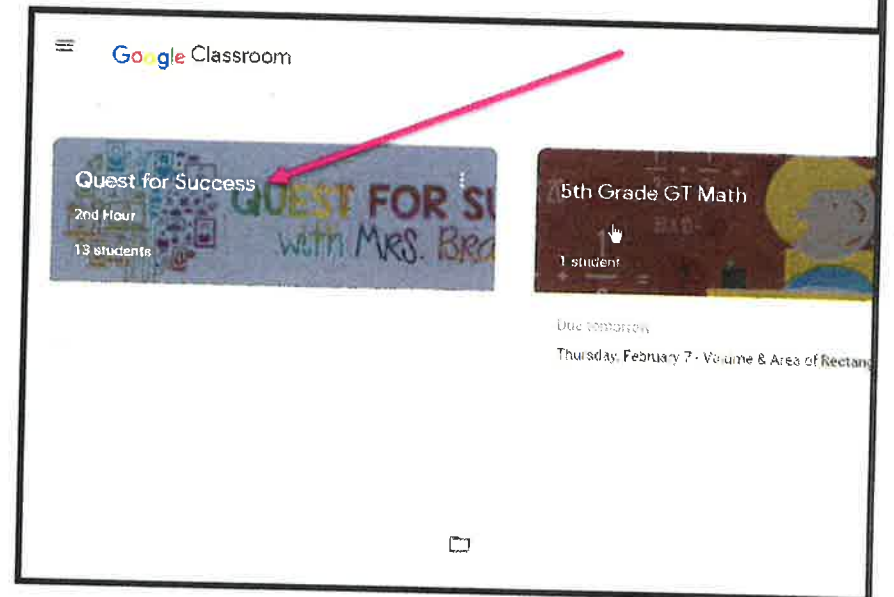 Google Classroom
Quest for Success
2nd Hour
13 students
QUEST FOR SU
with MRS. BRA
5th Grade GT Math
1 student
Due tomorrow
Thursday, February 7 - Volume & Area of Rectang